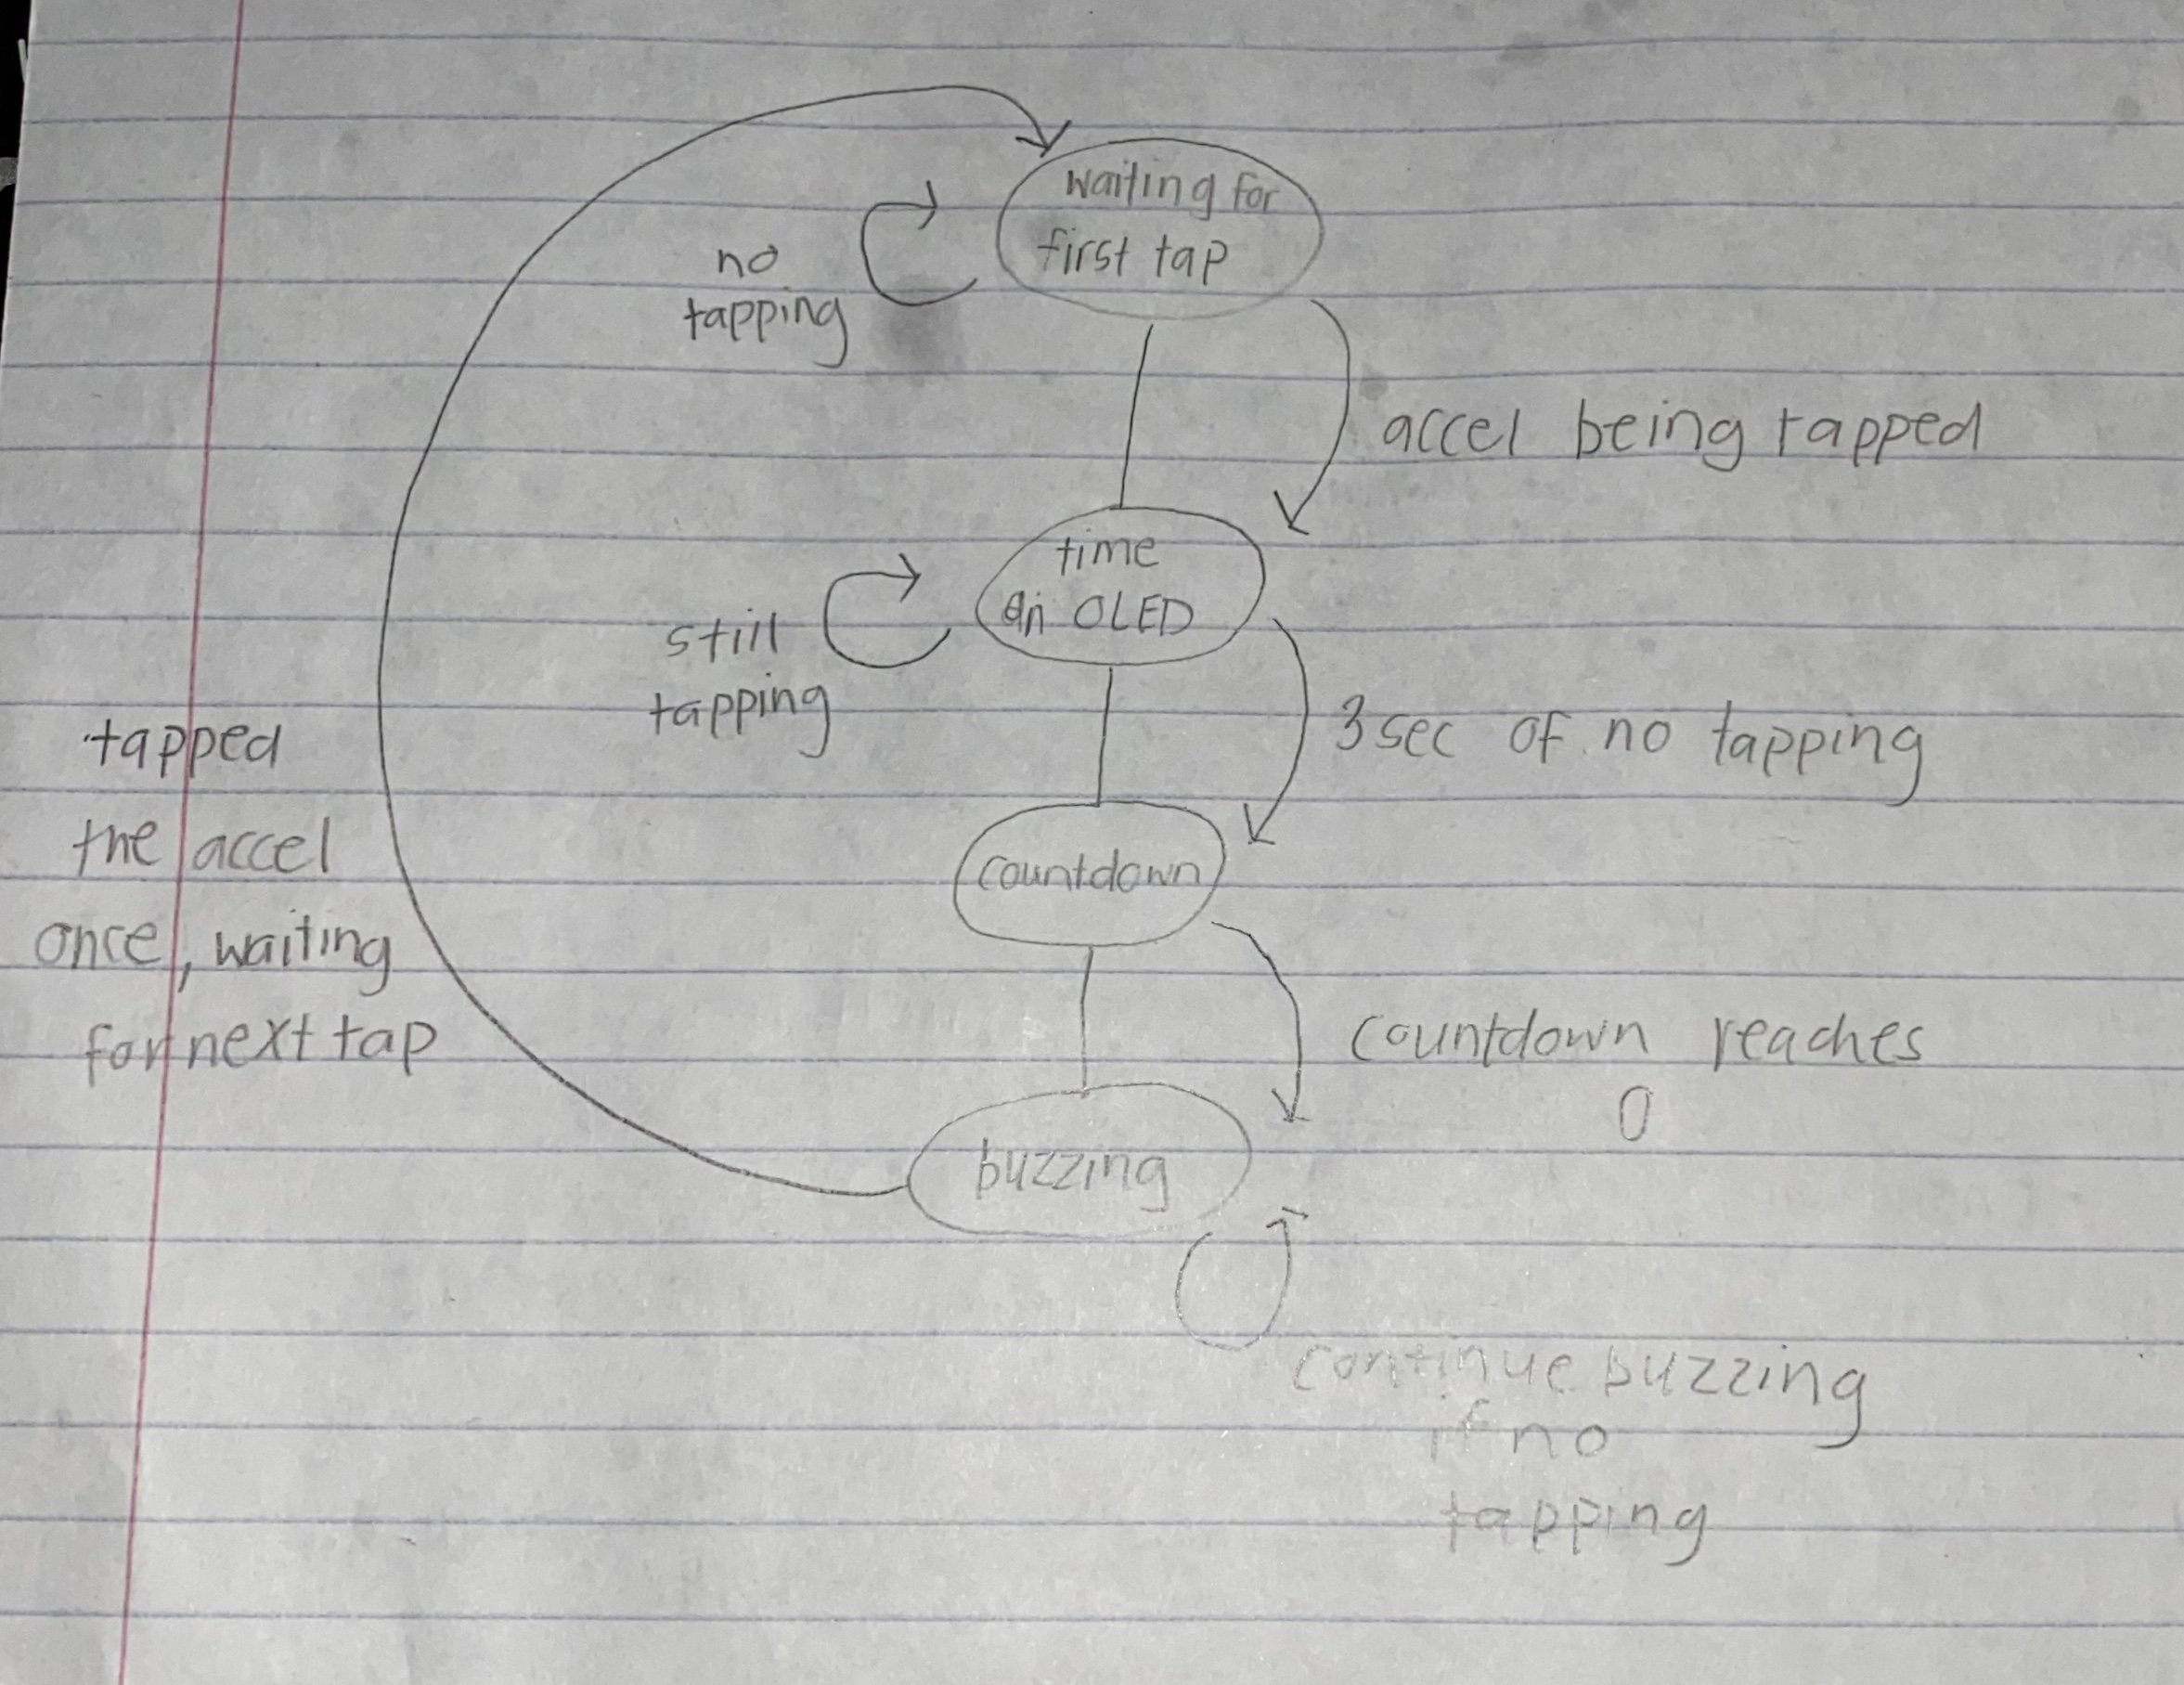 waiting for
first tap
no
tapping
accel being tapped
time
on OLED
still
tapping
3 sec of no tapping
tapped
the accel
once, waiting
for next tap
countdown
countdown reaches
0
buzzing
continue buzzing
if no
tapping